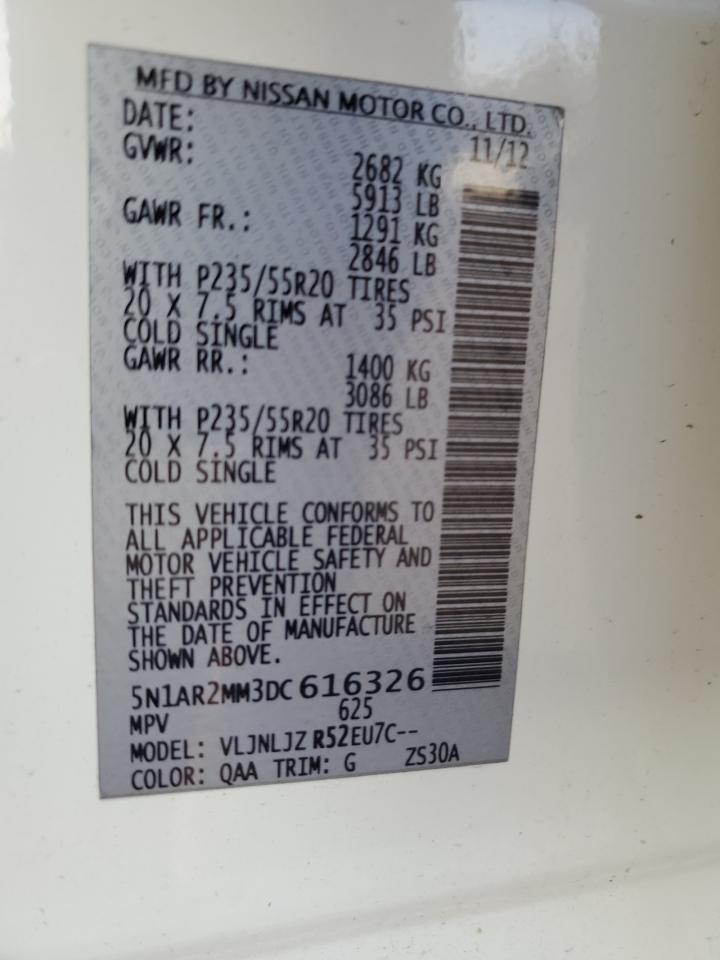 MFD BY NISSAN MOTOR CO., LTD.
DATE: 11/12
GVWR: 2682 KG
5913 LB
GAWR FR.: 1291 KG
2846 LB
WITH P235/55R20 TIRES
20 X 7.5 RIMS AT 35 PSI
COLD SINGLE
GAWR RR.: 1400 KG
3086 LB
WITH P235/55R20 TIRES
20 X 7.5 RIMS AT 35 PSI
COLD SINGLE
THIS VEHICLE CONFORMS TO
ALL APPLICABLE FEDERAL
MOTOR VEHICLE SAFETY AND
THEFT PREVENTION
STANDARDS IN EFFECT ON
THE DATE OF MANUFACTURE
SHOWN ABOVE.
5N1AR2MM3DC616326
MPV 625
MODEL: VLJNLJZ R52EU7C--
COLOR: QAA TRIM: G ZS30A